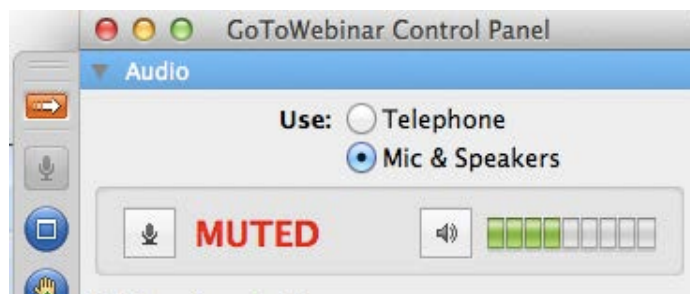 GoToWebinar Control Panel
Audio
Use: Telephone
Mic & Speakers
MUTED